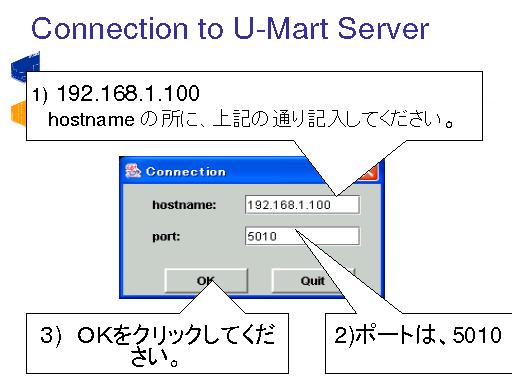 Connection to U-Mart Server
1) 192.168.1.100
hostname の所に、上記の通り記入してください。
Connection
hostname: 192.168.1.100
port: 5010
OK Quit
3) OKをクリックしてくだ
さい。
2)ポートは、5010